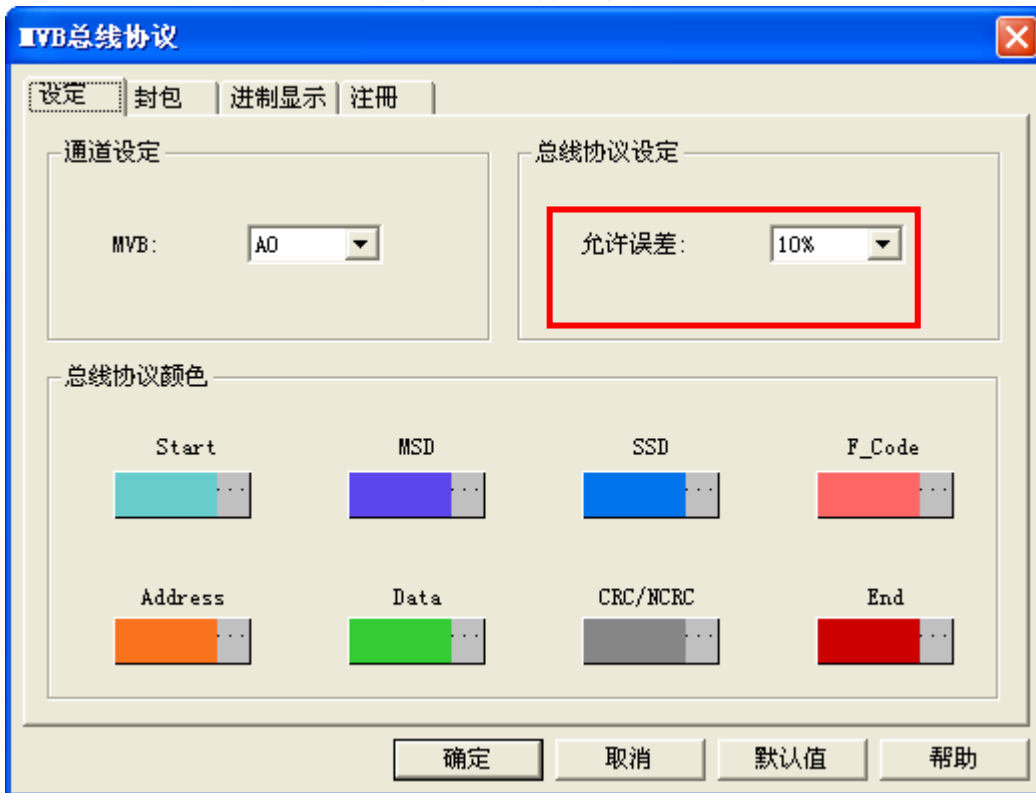 MVB总线协议
设定 封包 进制显示 注册
通道设定
MVB: A0
总线协议设定
允许误差: 10%
总线协议颜色
Start MSD SSD F_Code
... ... ... ...
Address Data CRC/NCRC End
... ... ... ...
确定 取消 默认值 帮助